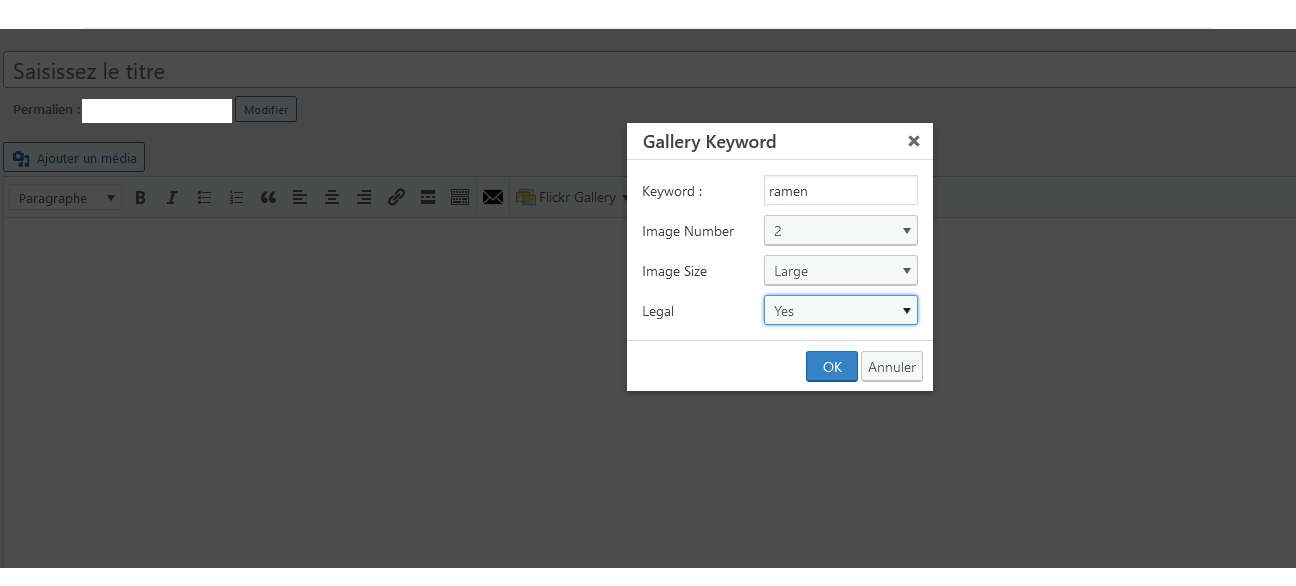 Saisissez le titre
Permalien :
Modifier
Ajouter un média
Paragraphe
B I
Flickr Gallery
Gallery Keyword
Keyword : ramen
Image Number 2
Image Size Large
Legal Yes
OK Annuler